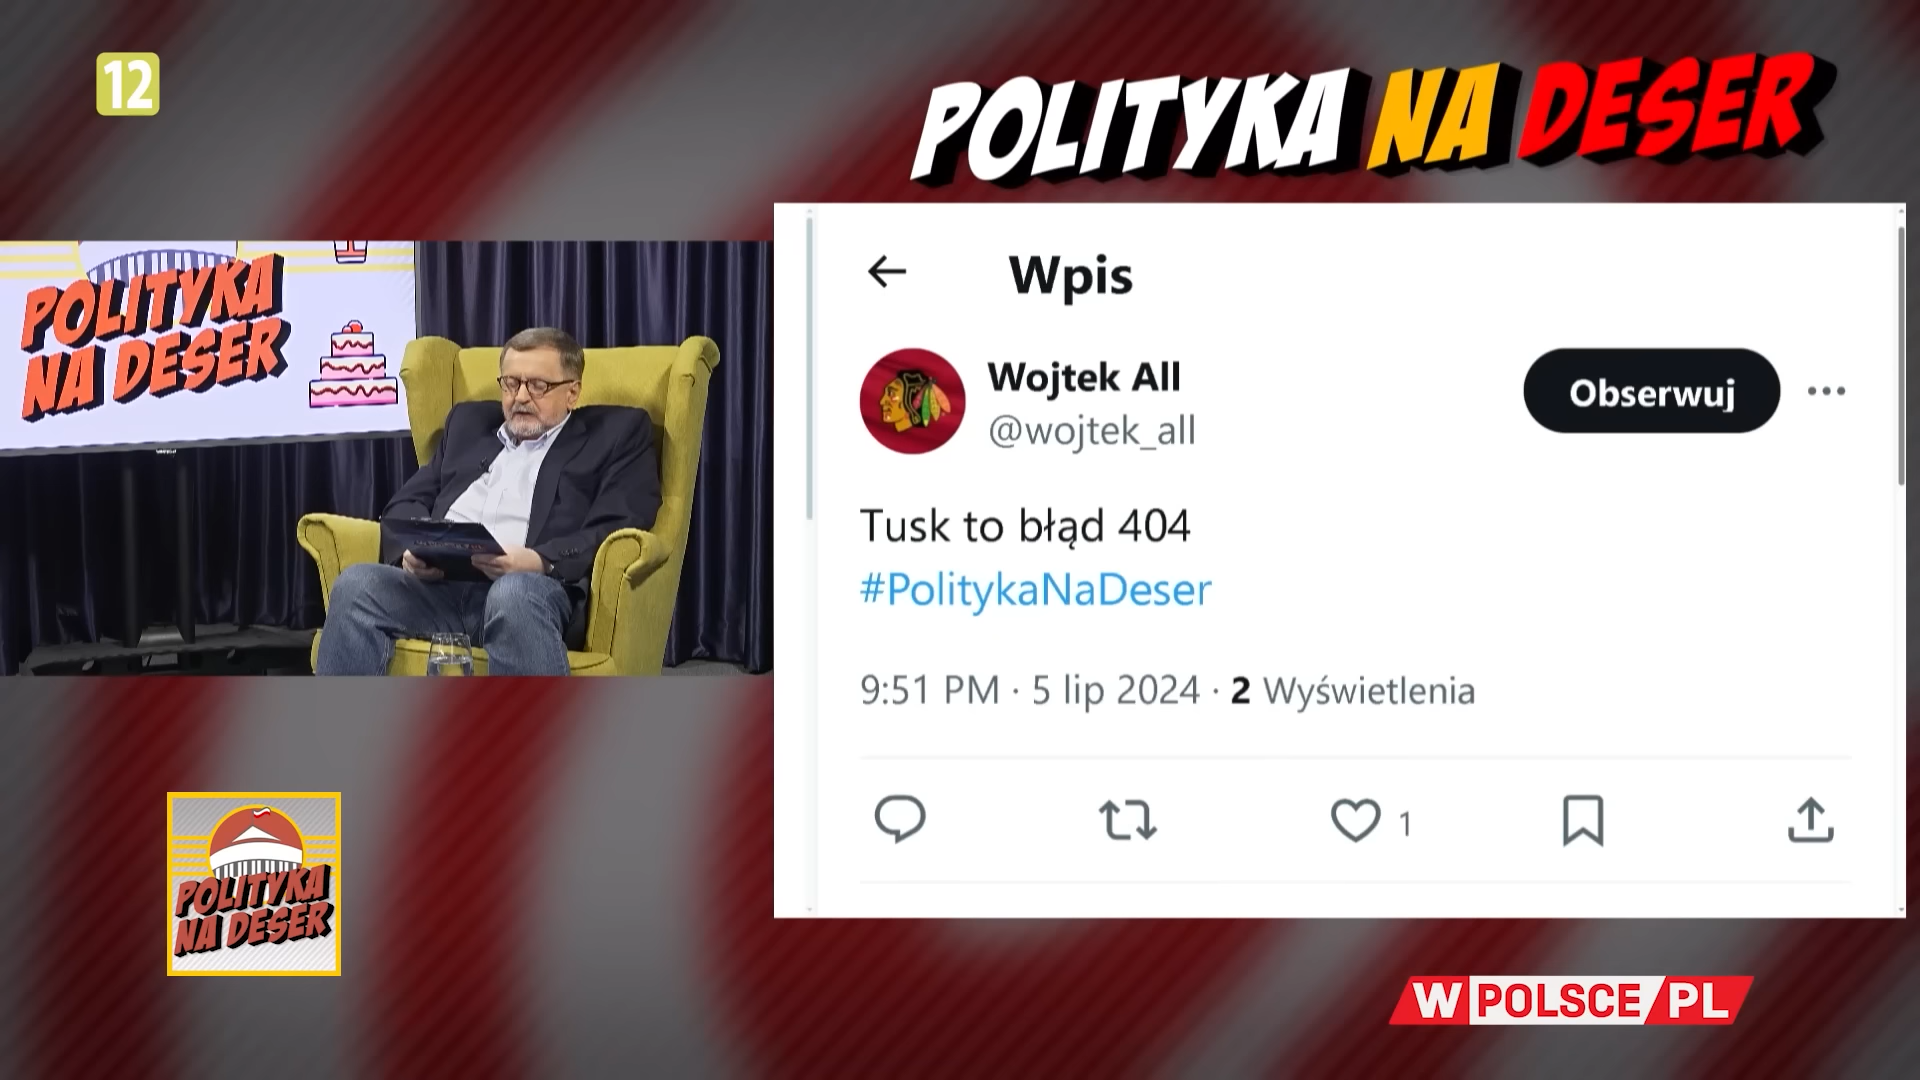 12
POLITYKA NA DESER
POLITYKA
NA DESER
Wpis
Wojtek All
@wojtek_all
Obserwuj
Tusk to błąd 404
#PolitykaNaDeser
9:51 PM · 5 lip 2024 · 2 Wyświetlenia
1
POLITYKA
NA DESER
WPOLSCE/PL